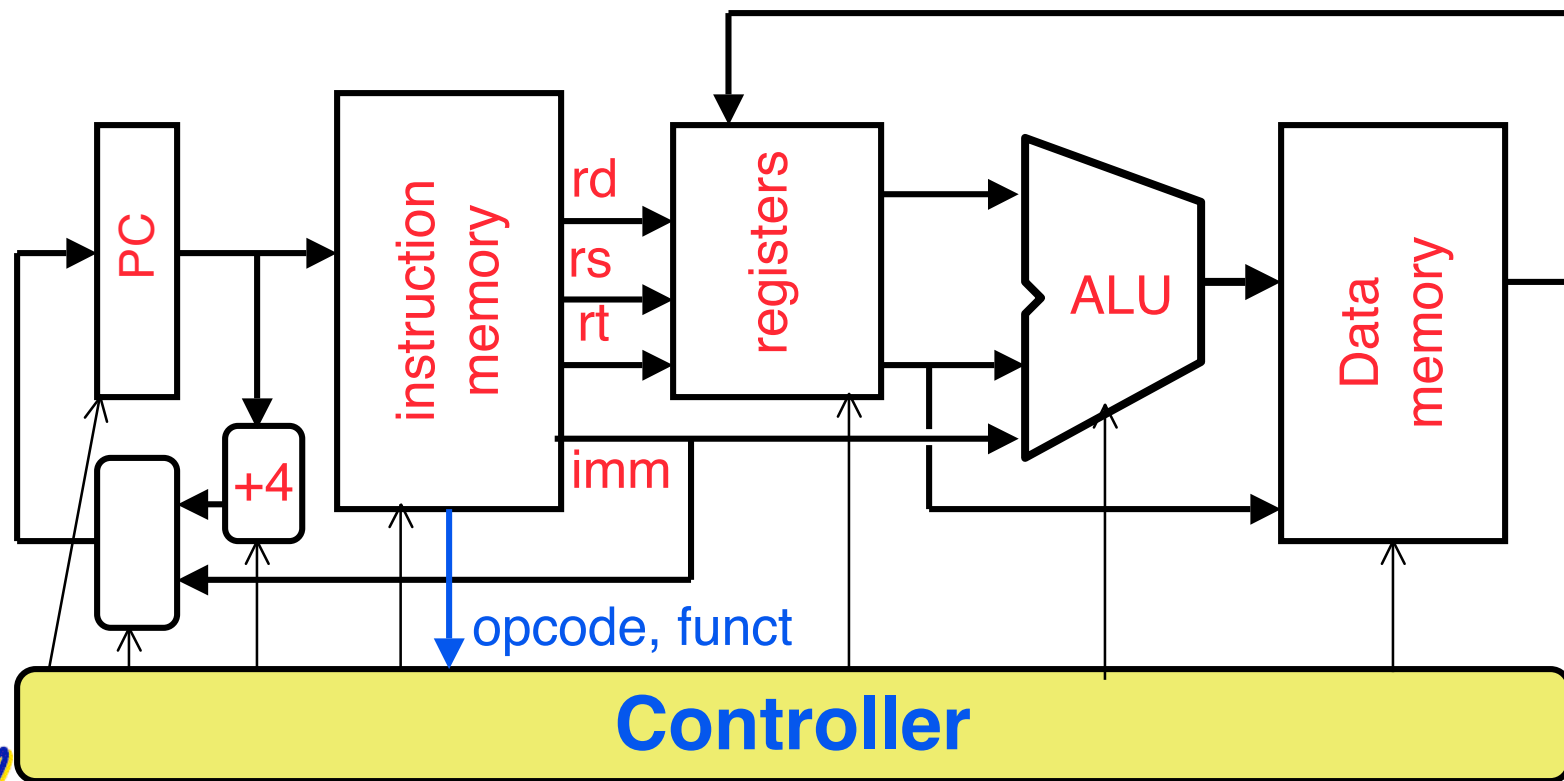 PC
+4
instruction
memory
rd
rs
rt
imm
registers
ALU
Data
memory
opcode, funct
Controller